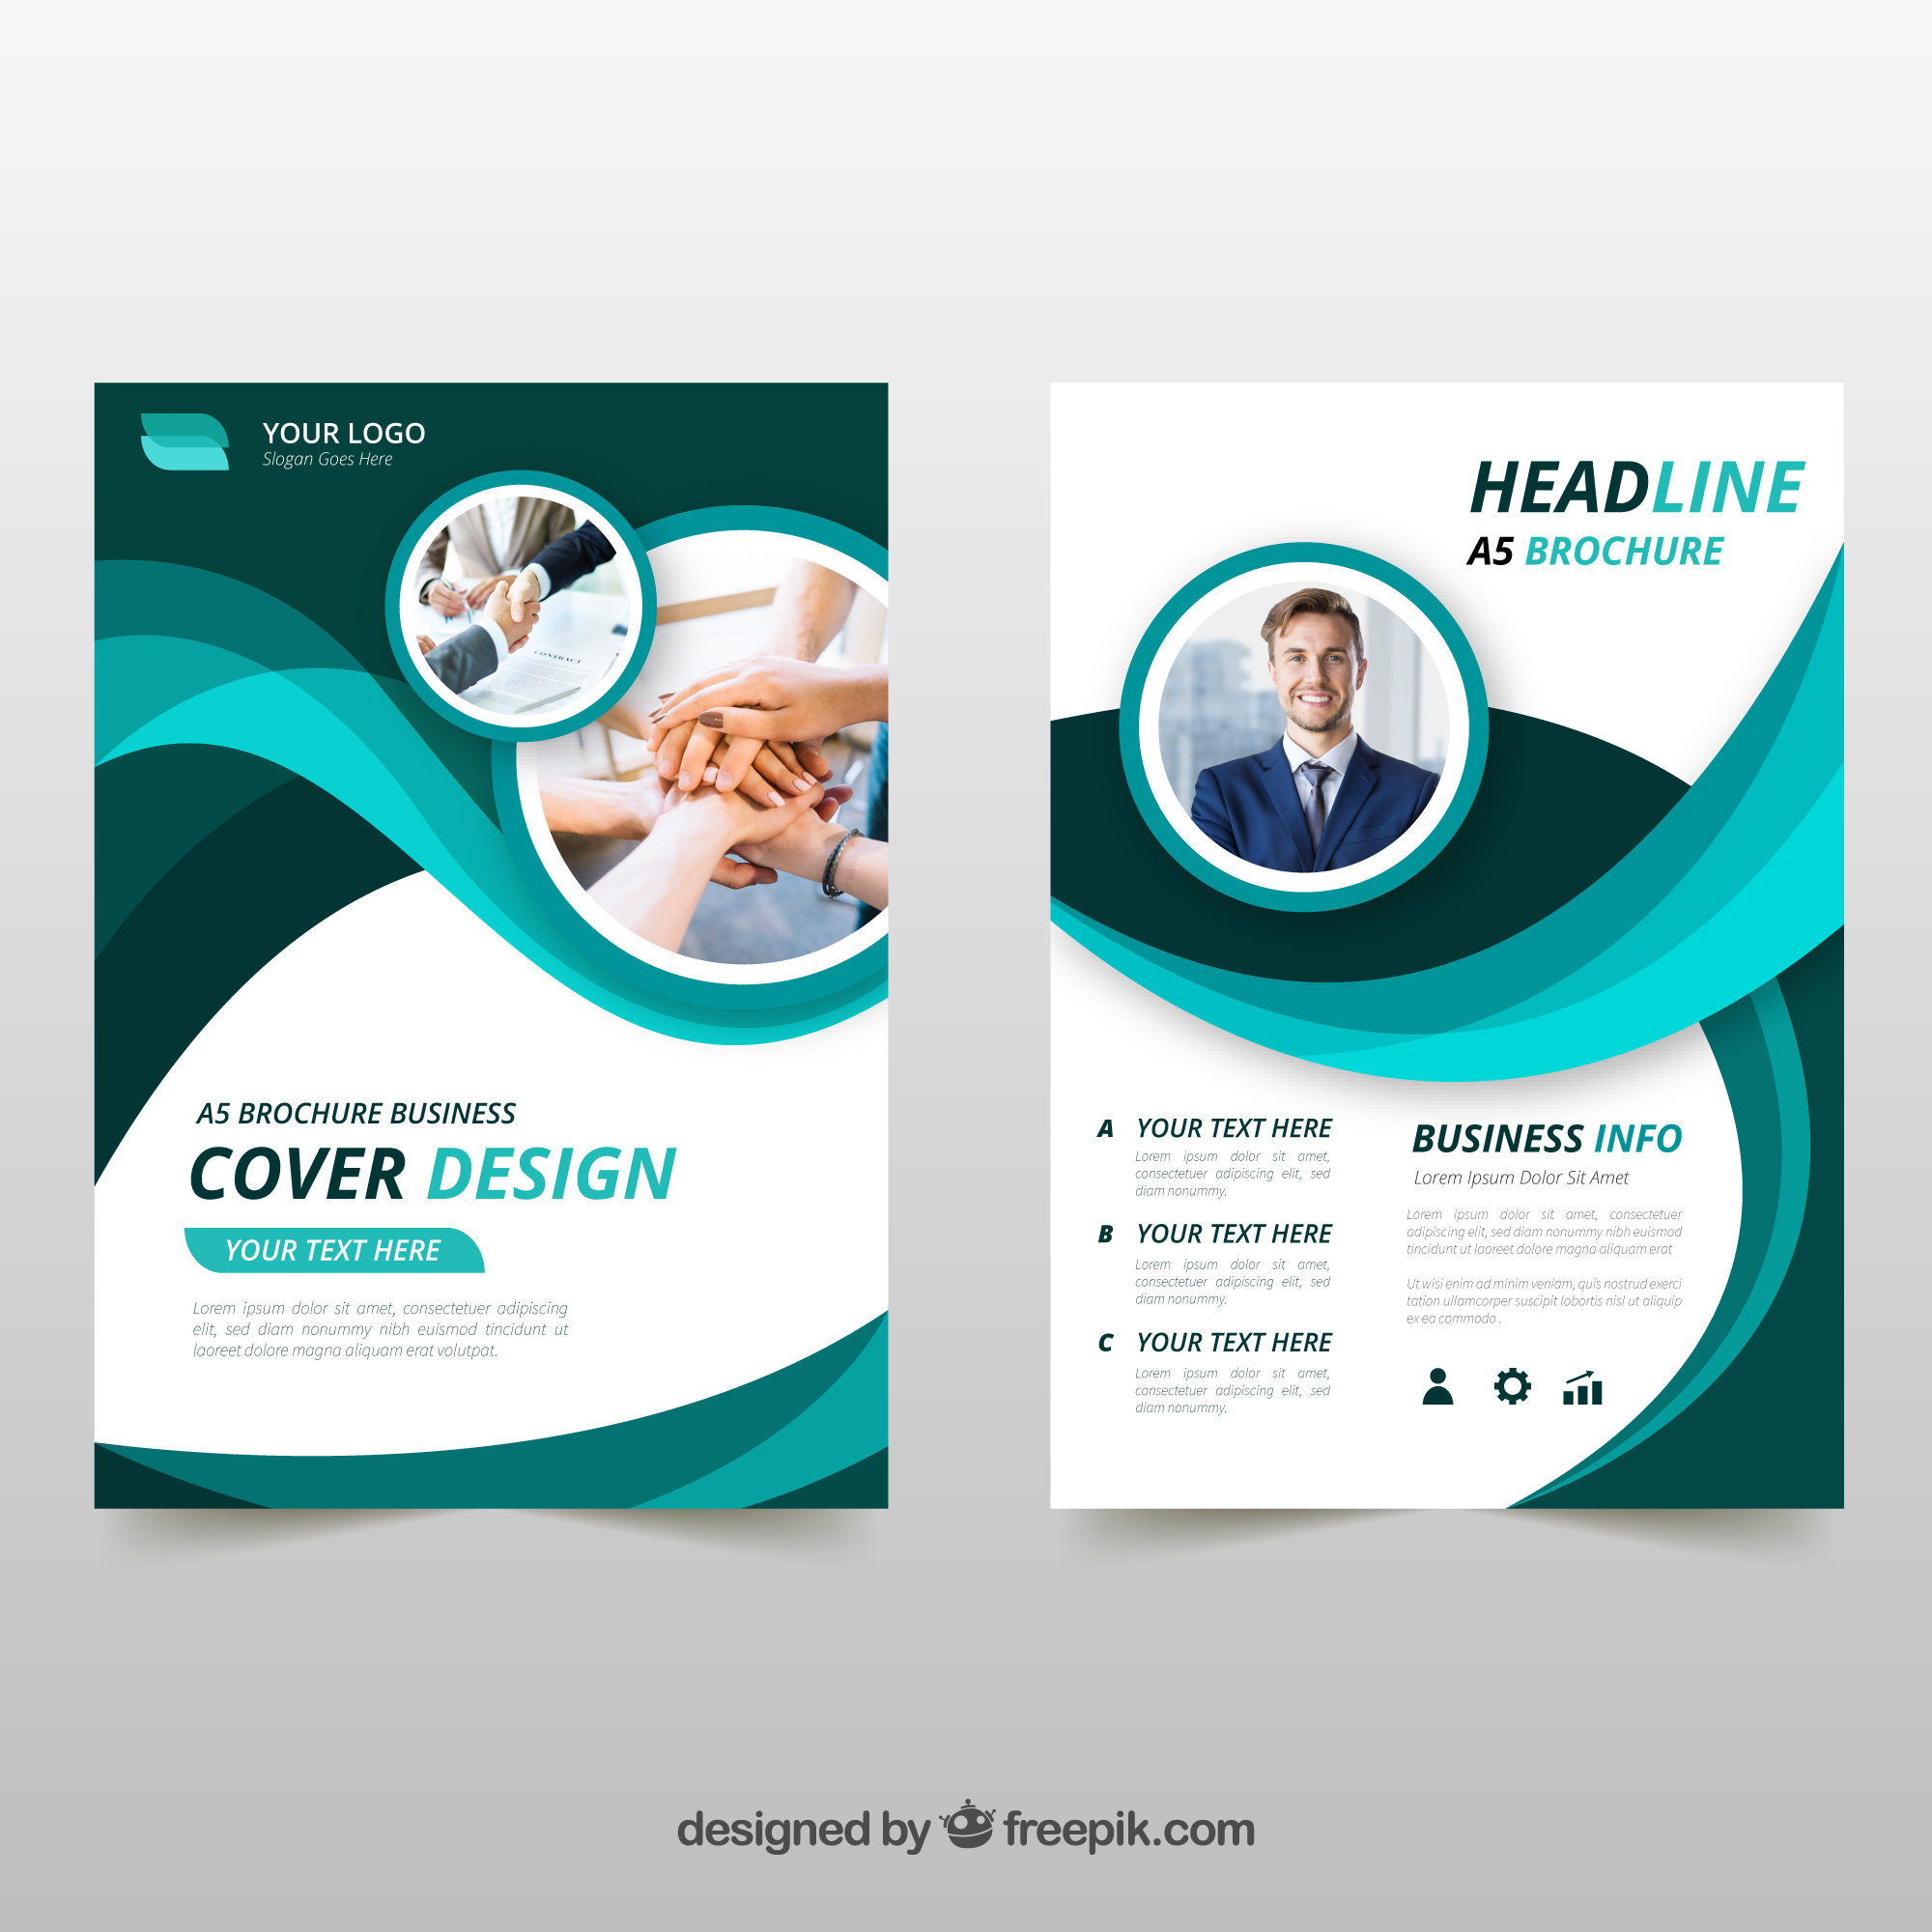 YOUR LOGO
Slogan Goes Here
CONTRACT
A5 BROCHURE BUSINESS
COVER DESIGN
YOUR TEXT HERE
Lorem ipsum dolor sit amet, consectetuer adipiscing
elit, sed diam nonummy nibh euismod tincidunt ut
laoreet dolore magna aliquam erat volutpat.
HEADLINE
A5 BROCHURE
A YOUR TEXT HERE
Lorem ipsum dolor sit amet,
consectetuer adipiscing elit, sed
diam nonummy.
B YOUR TEXT HERE
Lorem ipsum dolor sit amet,
consectetuer adipiscing elit, sed
diam nonummy.
C YOUR TEXT HERE
Lorem ipsum dolor sit amet,
consectetuer adipiscing elit, sed
diam nonummy.
BUSINESS INFO
Lorem Ipsum Dolor Sit Amet
Lorem ipsum dolor sit amet, consectetuer
adipiscing elit, sed diam nonummy nibh euismod
tincidunt ut laoreet dolore magna aliquam erat
Ut wisi enim ad minim veniam, quis nostrud exerci
tation ullamcorper suscipit lobortis nisl ut aliquip
ex ea commodo .
designed by freepik.com